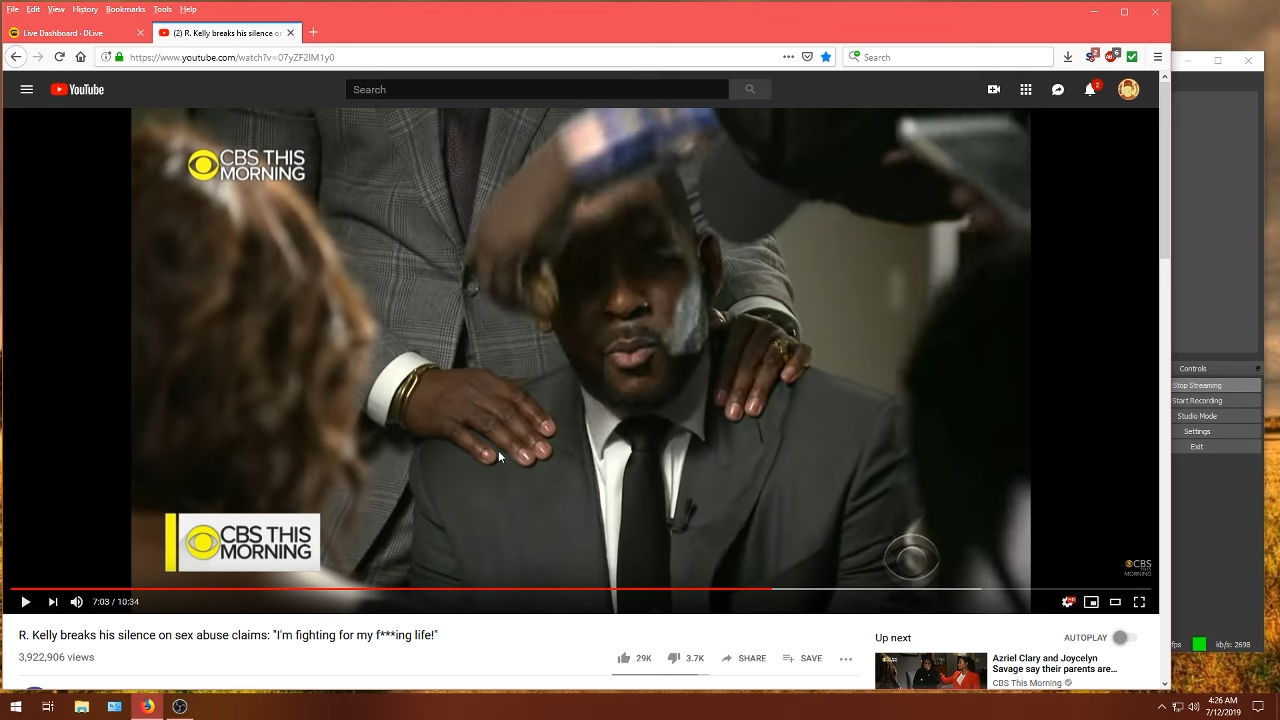 File Edit View History Bookmarks Tools Help
Live Dashboard - DLive
(2) R. Kelly breaks his silence o
https://www.youtube.com/watch?v=07yZF2IM1y0
Search
2
6
YouTube
Search
2
CBS THIS
MORNING
CBS THIS
MORNING
CBS
MORNING
7:03 / 10:34
Controls
Stop Streaming
Start Recording
Studio Mode
Settings
Exit
R. Kelly breaks his silence on sex abuse claims: "I'm fighting for my f***ing life!"
3,922,906 views
29K
3.7K
SHARE
SAVE
Up next
AUTOPLAY
Azriel Clary and Joycelyn
Savage say their parents are...
CBS This Morning
fps
kb/s: 2698
4:26 AM
7/12/2019